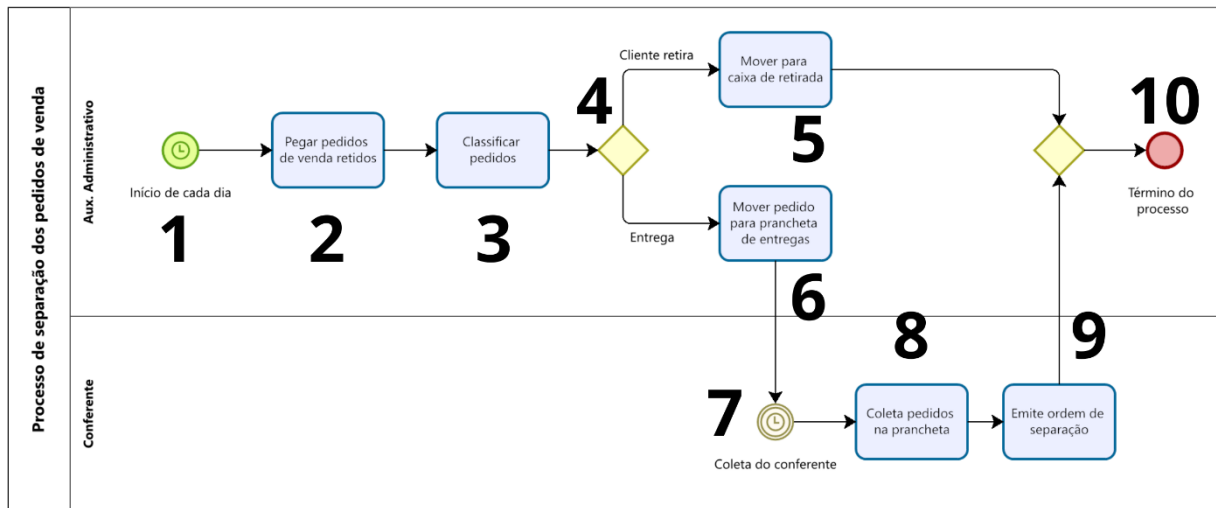 Processo de separação dos pedidos de venda
Aux. Administrativo
Início de cada dia
1
Pegar pedidos
de venda retidos
2
Classificar
pedidos
3
4
Cliente retira
Mover para
caixa de retirada
5
Entrega
Mover pedido
para prancheta
de entregas
6
10
Término do
processo
Conferente
7
Coleta do conferente
8
Coleta pedidos
na prancheta
9
Emite ordem de
separação